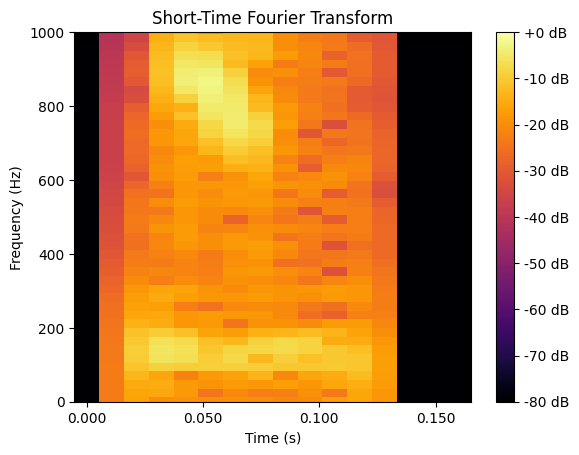 Short-Time Fourier Transform
1000
800
600
400
200
0
Frequency (Hz)
0.000
0.050
0.100
0.150
Time (s)
+0 dB
-10 dB
-20 dB
-30 dB
-40 dB
-50 dB
-60 dB
-70 dB
-80 dB